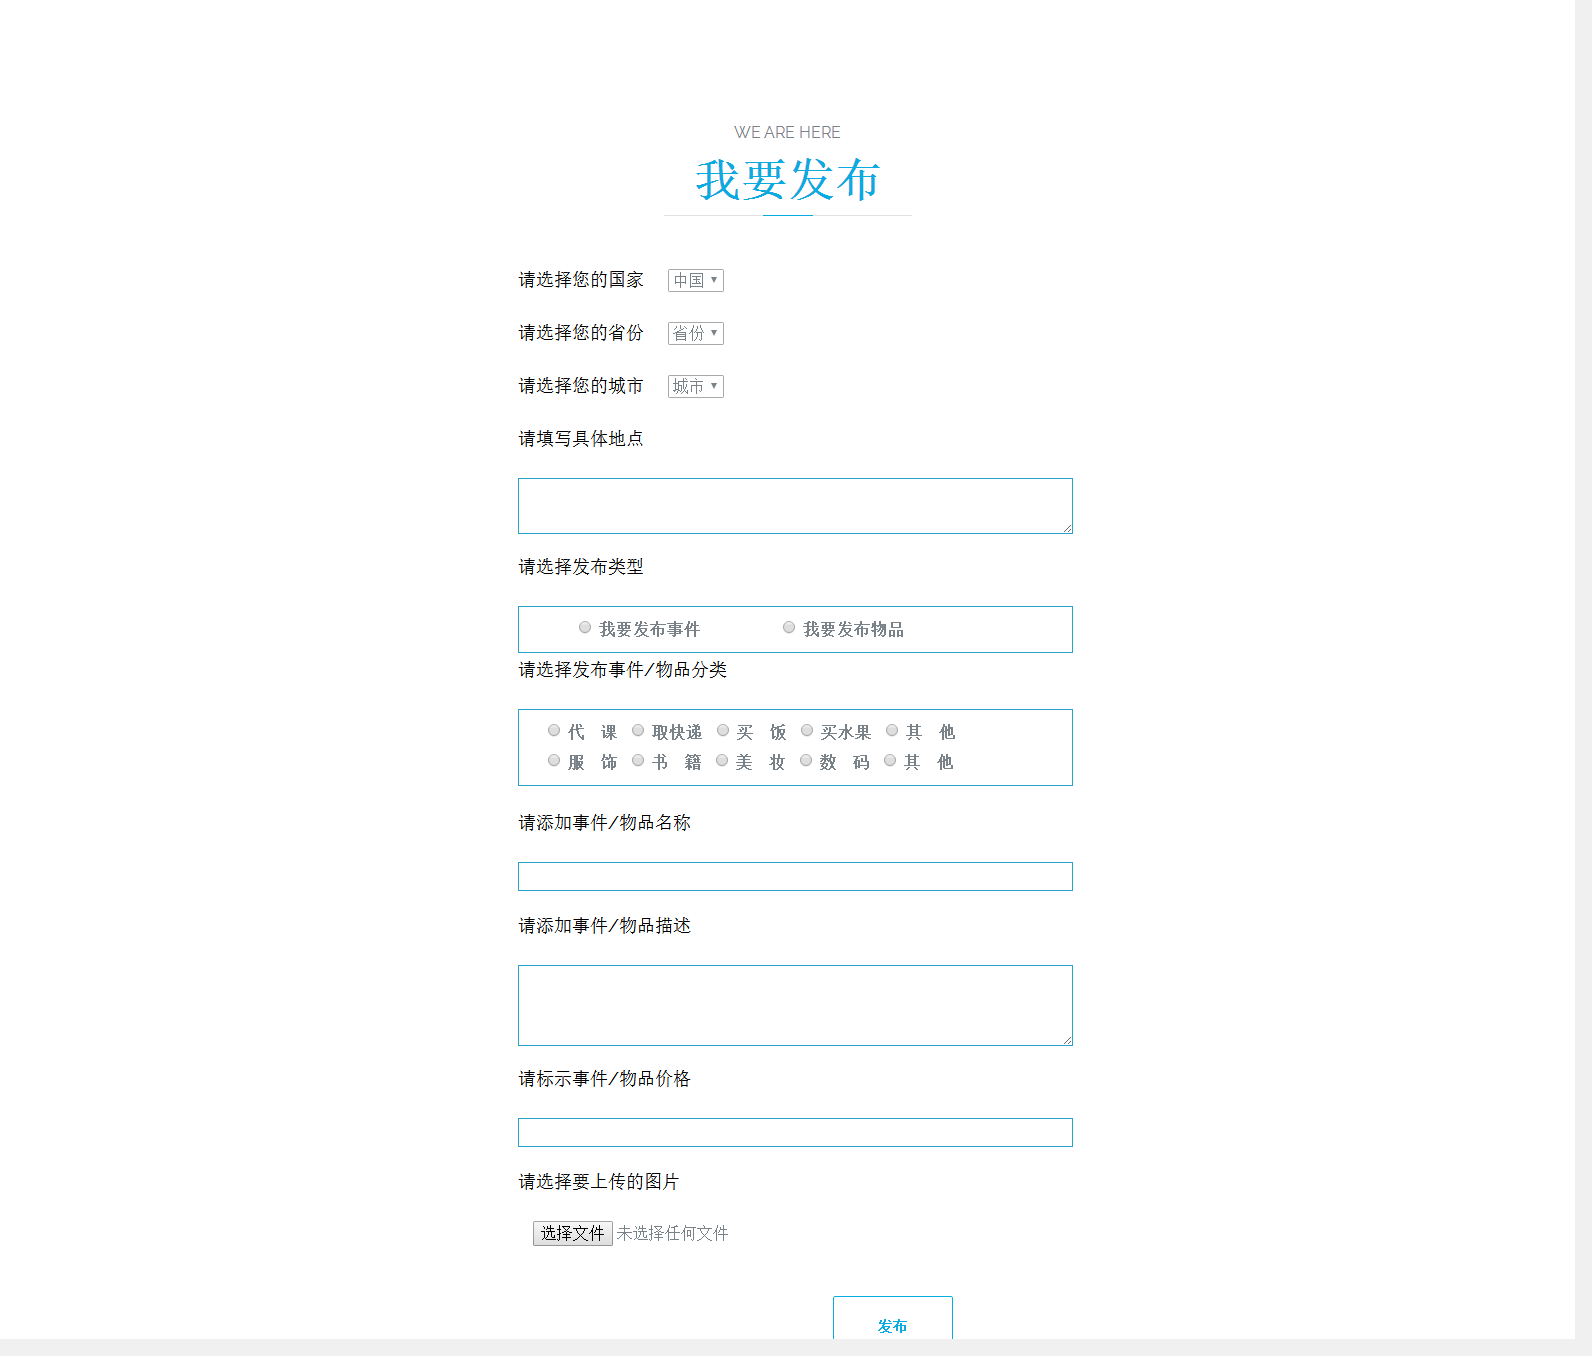 WE ARE HERE
我要发布
请选择您的国家 中国
请选择您的省份 省份
请选择您的城市 城市
请填写具体地点
请选择发布类型
我要发布事件 我要发布物品
请选择发布事件/物品分类
代 课 取快递 买 饭 买水果 其 他
服 饰 书 籍 美 妆 数 码 其 他
请添加事件/物品名称
请添加事件/物品描述
请标示事件/物品价格
请选择要上传的图片
选择文件 未选择任何文件
发布